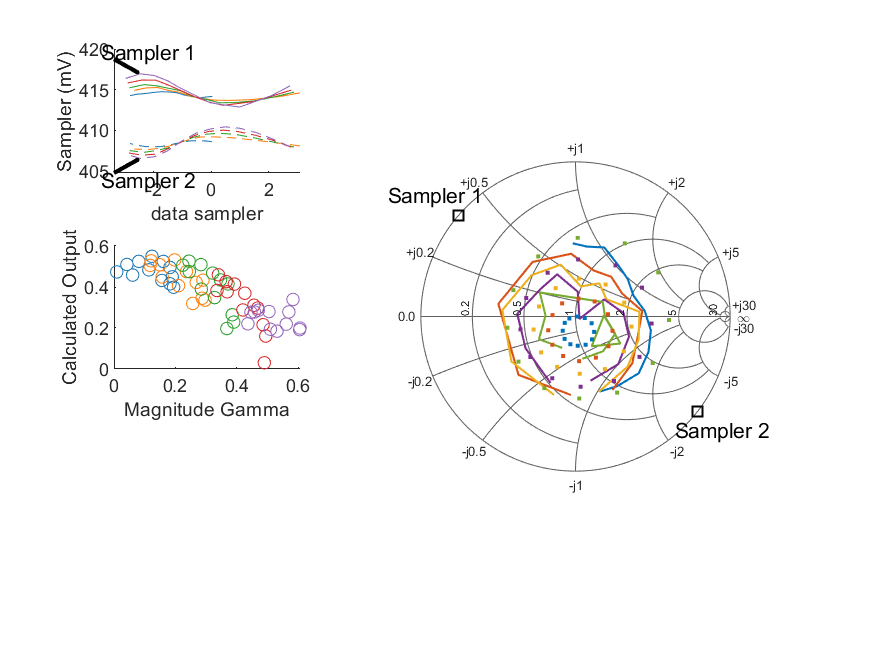 420
Sampler 1
415
410
405
Sampler (mV)
Sampler 2
-2
0
2
data sampler
0.6
0.4
0.2
0
Calculated Output
0
0.2
0.4
0.6
Magnitude Gamma
+j1
+j0.5
+j2
Sampler 1
+j0.2
+j5
0.0
0.2
0.5
1
2
5
30
+j30
∞
-j30
-j0.2
-j5
Sampler 2
-j0.5
-j2
-j1